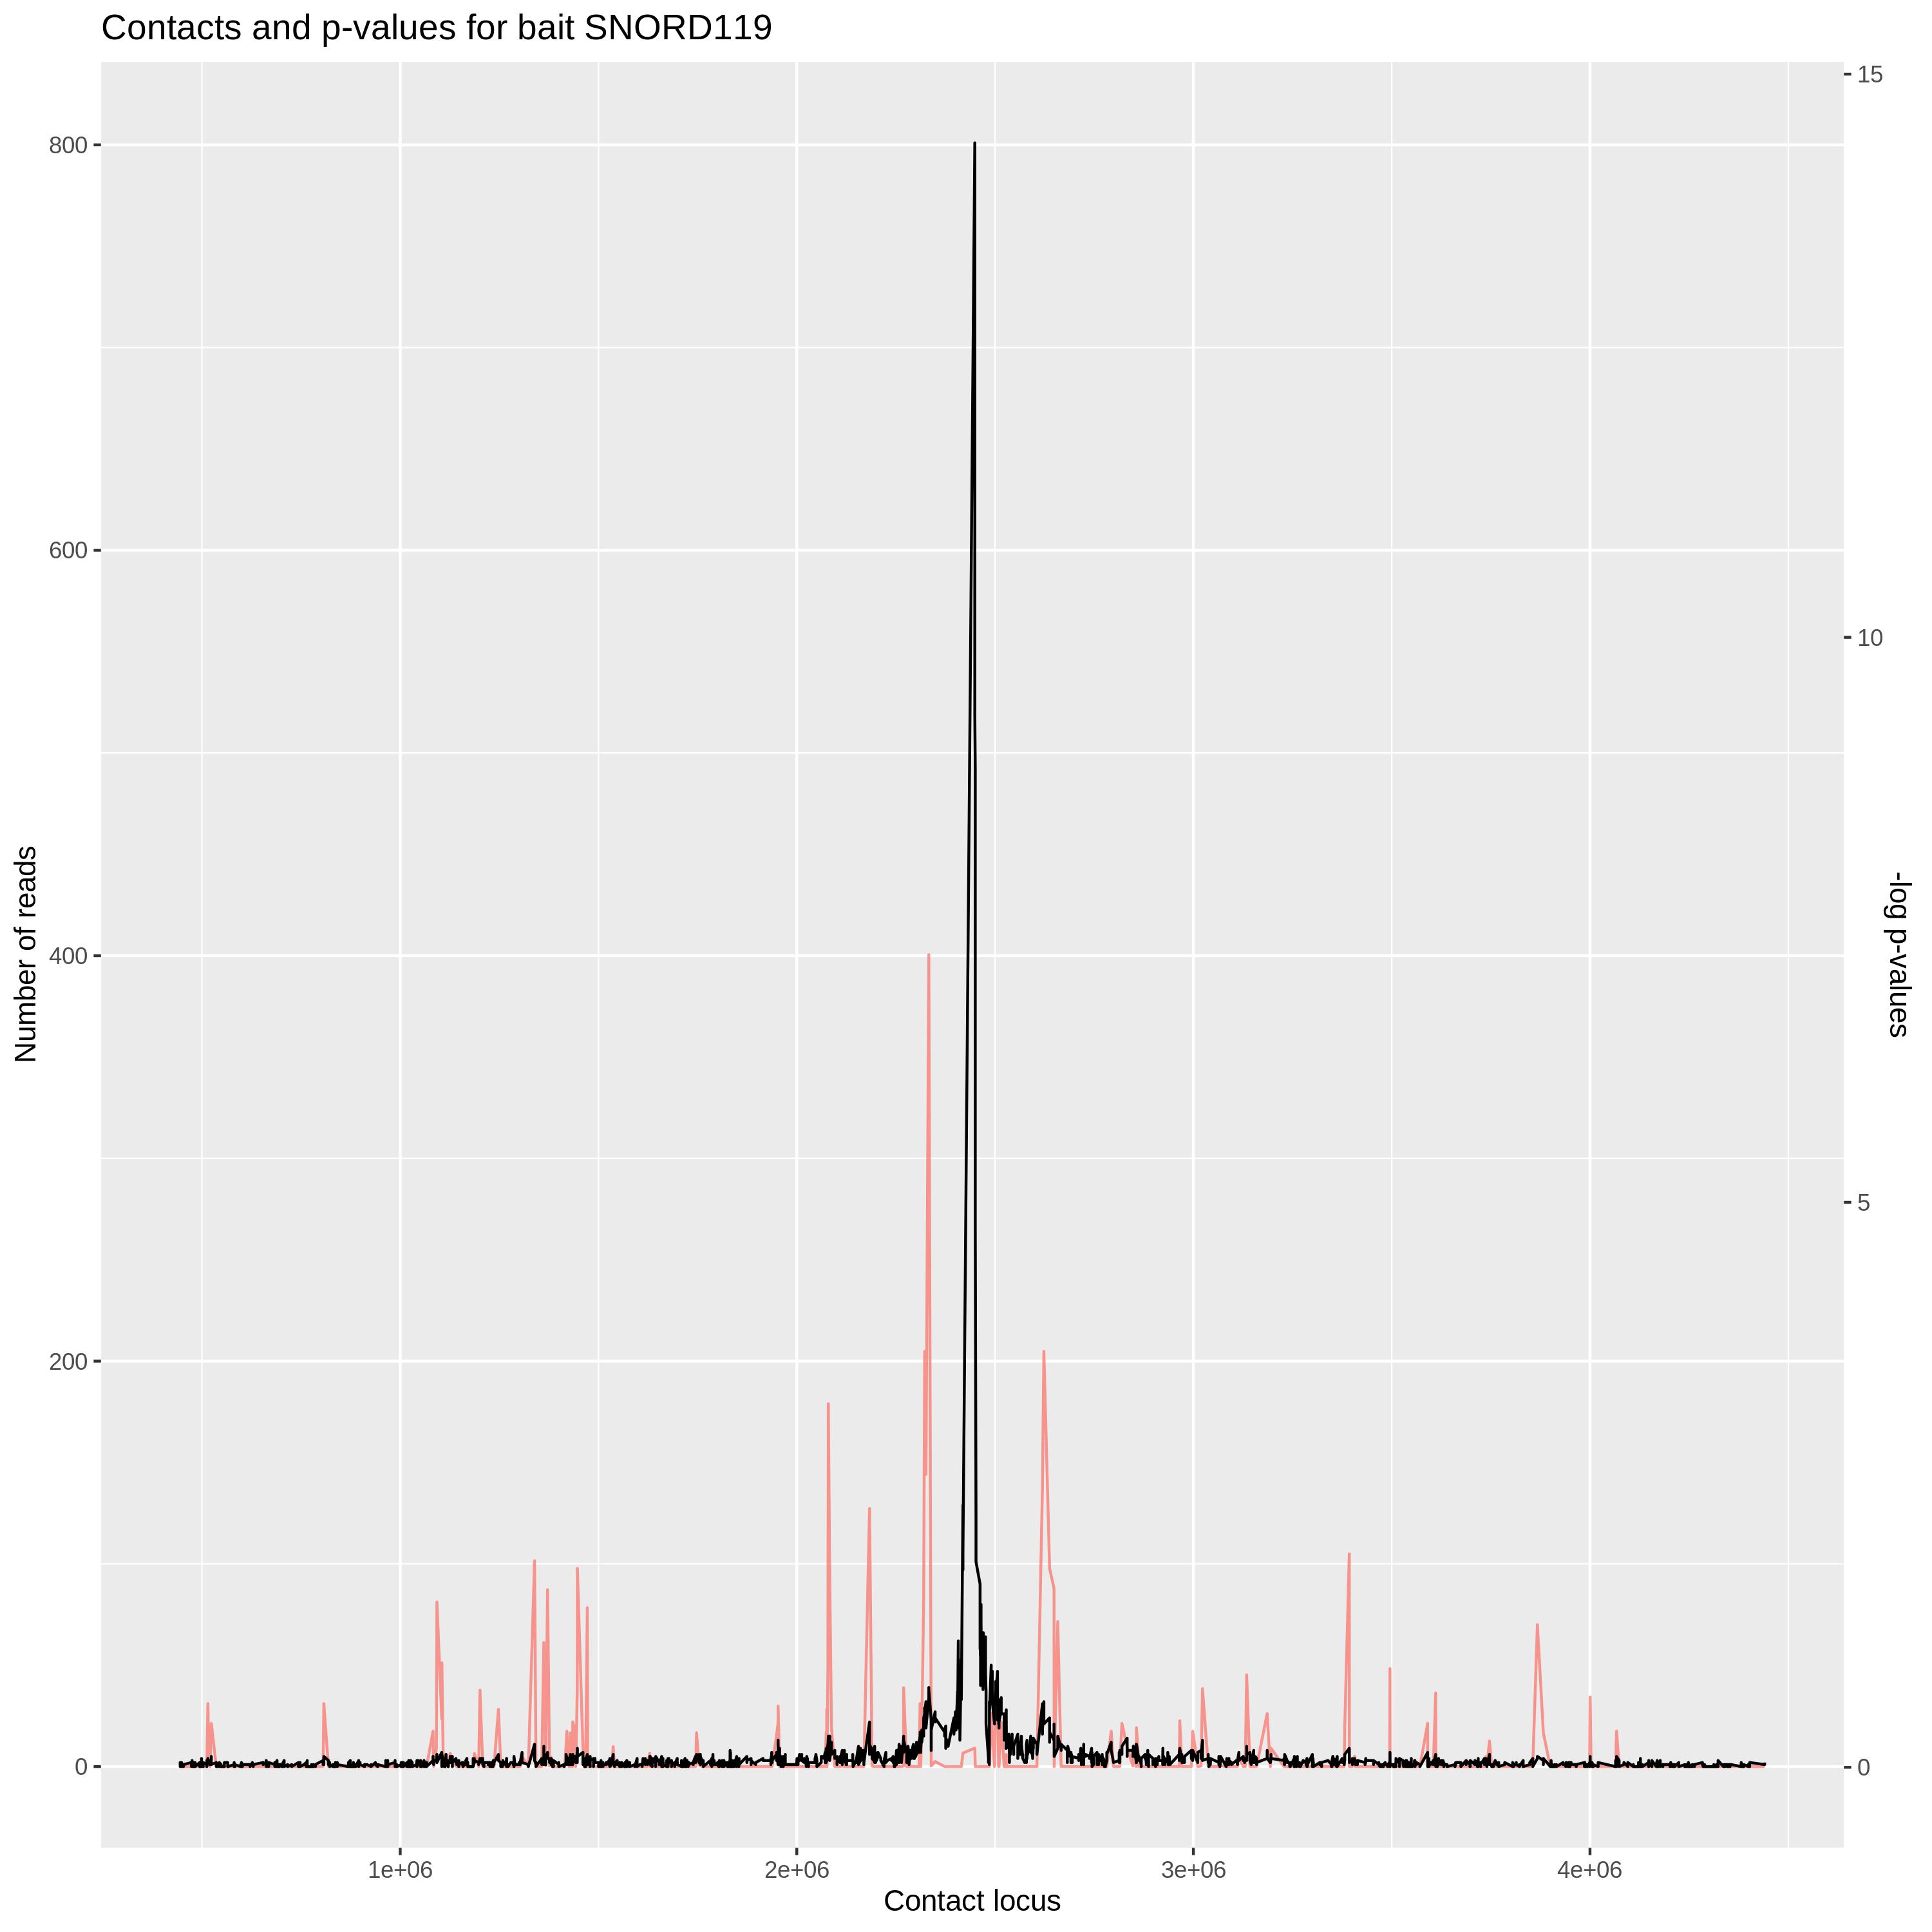 Contacts and p-values for bait SNORD119
15
800
10
600
Number of reads
-log p-values
400
5
200
0
0
1e+06
2e+06
3e+06
4e+06
Contact locus